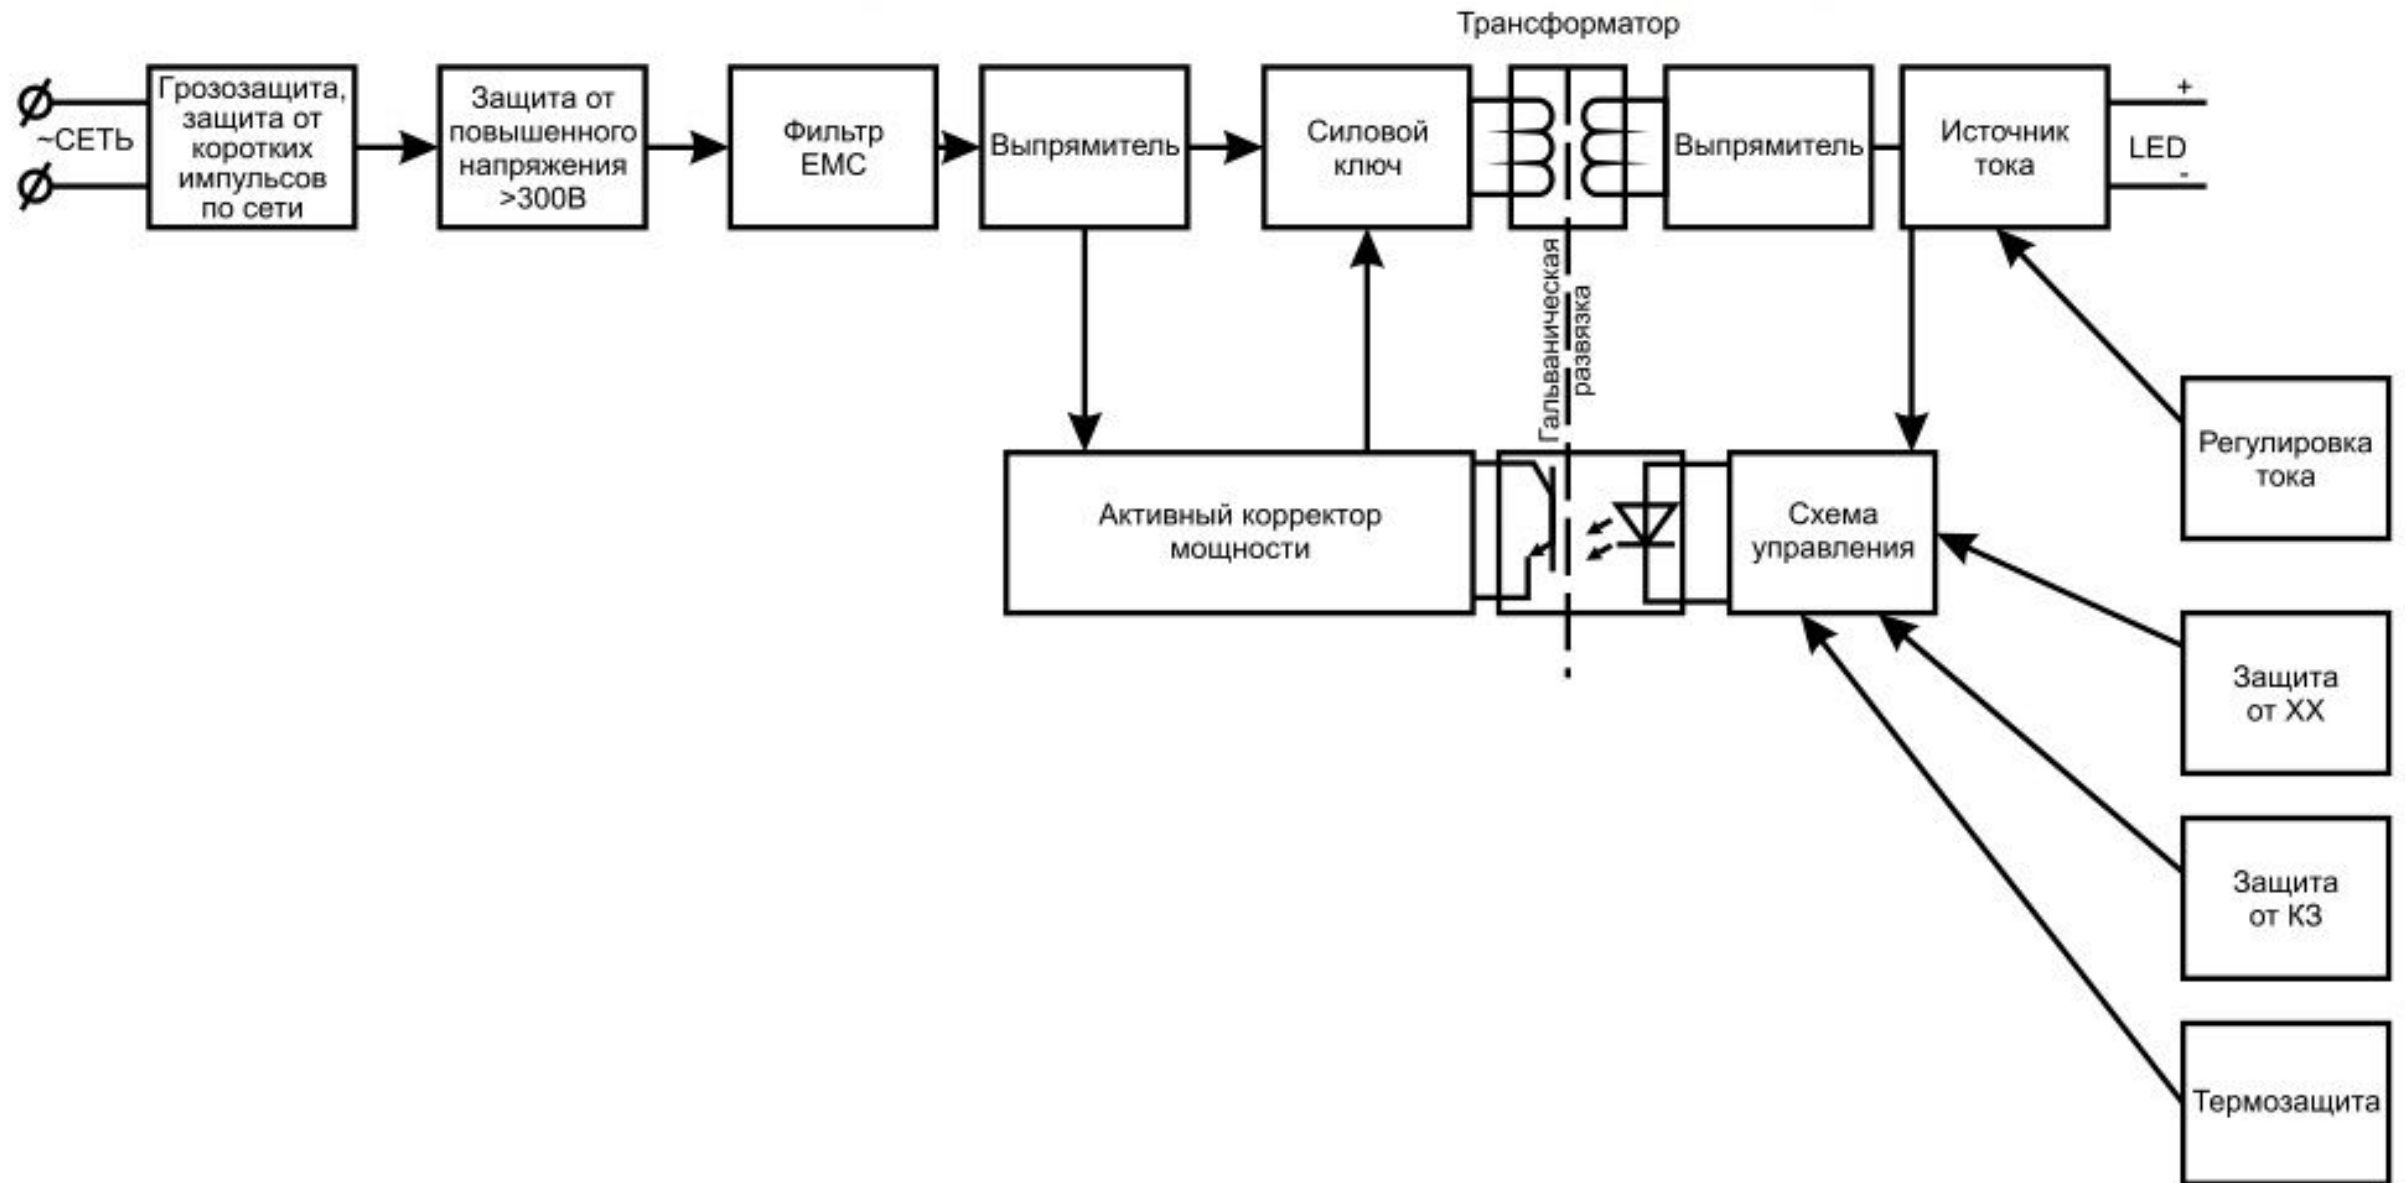 Трансформатор
~СЕТЬ
Грозозащита,
защита от
коротких
импульсов
по сети
Защита от
повышенного
напряжения
>300В
Фильтр
EMC
Выпрямитель
Силовой
ключ
Выпрямитель
Источник
тока
+
LED
-
Гальваническая
развязка
Регулировка
тока
Активный корректор
мощности
Схема
управления
Защита
от ХХ
Защита
от КЗ
Термозащита